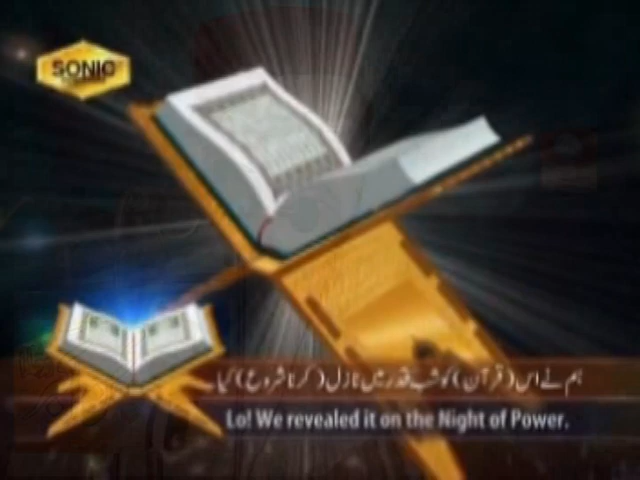 SONIC
ہم نے اس (قرآن) کو شب قدر میں نازل (کرنا شروع) کیا
Lo! We revealed it on the Night of Power.